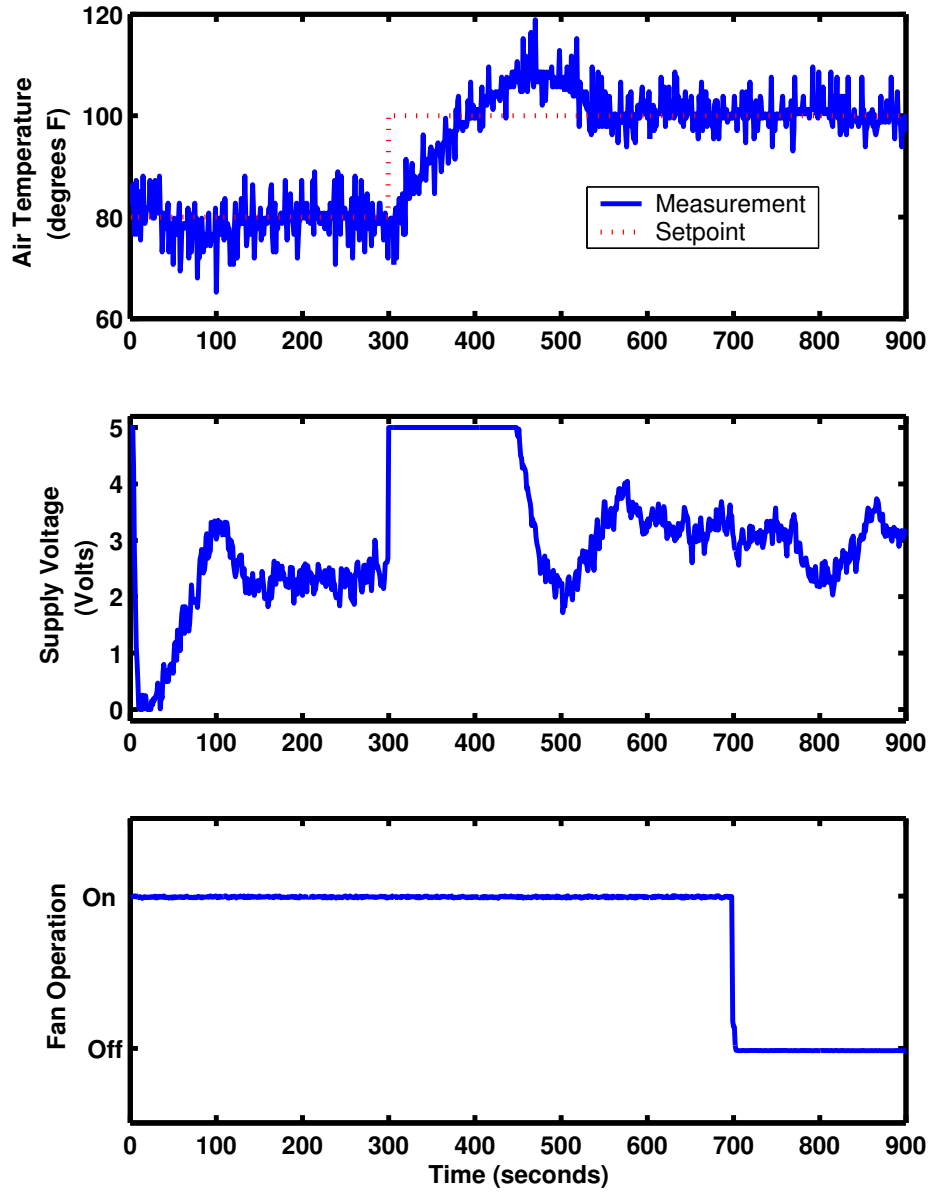 Air Temperature
(degrees F)
120
100
80
60
Measurement
Setpoint
0 100 200 300 400 500 600 700 800 900
Supply Voltage
(Volts)
5
4
3
2
1
0
0 100 200 300 400 500 600 700 800 900
Fan Operation
On
Off
0 100 200 300 400 500 600 700 800 900
Time (seconds)